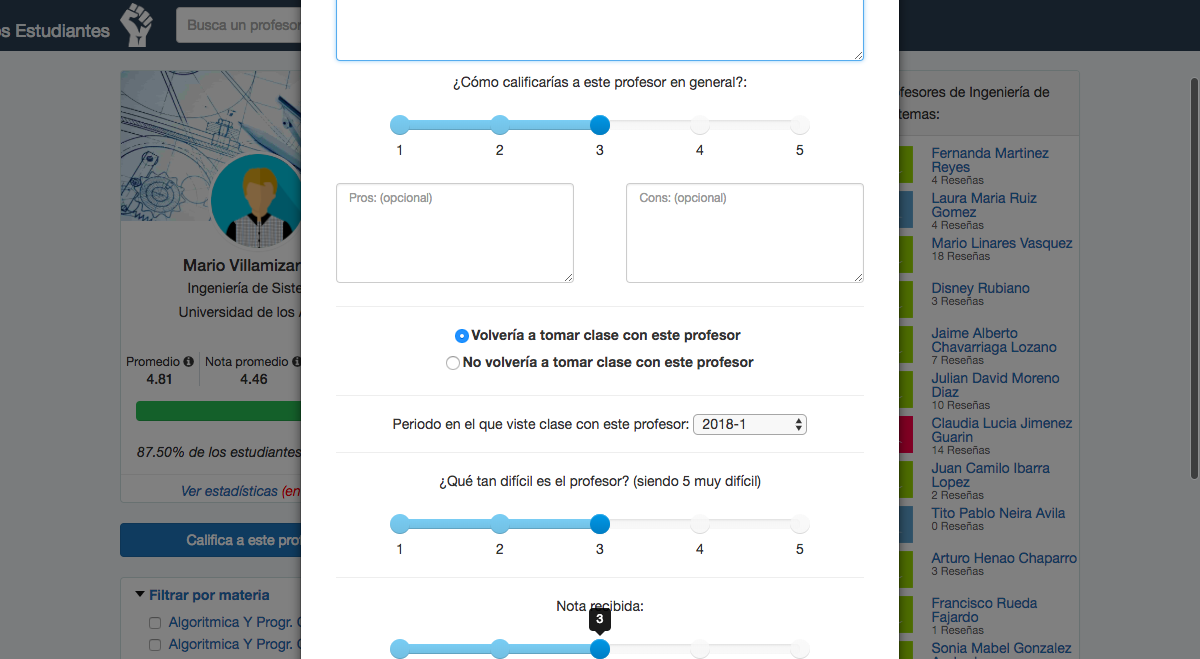 os Estudiantes
Busca un profesor
Mario Villamizar
Ingeniería de Siste
Universidad de los
Promedio
Nota promedio
4.81
4.46
87.50% de los estudiantes
Ver estadísticas (en
Califica a este prof
Filtrar por materia
Algoritmica Y Progr.
Algoritmica Y Progr.
¿Cómo calificarías a este profesor en general?:
1 2 3 4 5
Pros: (opcional)
Cons: (opcional)
Volvería a tomar clase con este profesor
No volvería a tomar clase con este profesor
Periodo en el que viste clase con este profesor: 2018-1
¿Qué tan difícil es el profesor? (siendo 5 muy difícil)
1 2 3 4 5
Nota recibida:
3
fesores de Ingeniería de
temas:
Fernanda Martinez
Reyes
4 Reseñas
Laura Maria Ruiz
Gomez
4 Reseñas
Mario Linares Vasquez
18 Reseñas
Disney Rubiano
3 Reseñas
Jaime Alberto
Chavarriaga Lozano
7 Reseñas
Julian David Moreno
Diaz
10 Reseñas
Claudia Lucia Jimenez
Guarin
14 Reseñas
Juan Camilo Ibarra
Lopez
2 Reseñas
Tito Pablo Neira Avila
0 Reseñas
Arturo Henao Chaparro
3 Reseñas
Francisco Rueda
Fajardo
1 Reseñas
Sonia Mabel Gonzalez